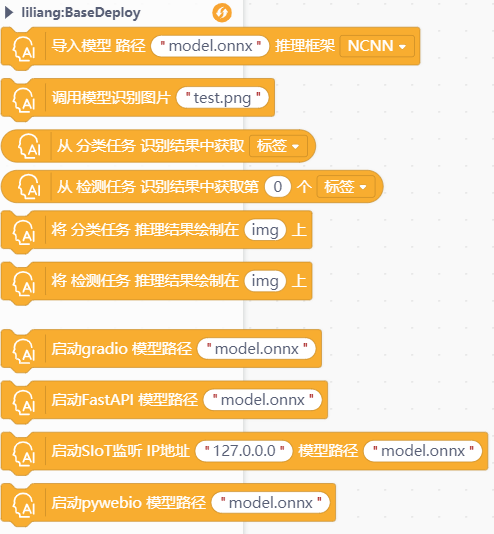 liliang:BaseDeploy
AI 导入模型 路径 "model.onnx" 推理框架 NCNN
AI 调用模型识别图片 "test.png"
AI 从 分类任务 识别结果中获取 标签
AI 从 检测任务 识别结果中获取第 0 个 标签
AI 将 分类任务 推理结果绘制在 img 上
AI 将 检测任务 推理结果绘制在 img 上
AI 启动gradio 模型路径 "model.onnx"
AI 启动FastAPI 模型路径 "model.onnx"
AI 启动SIoT监听 IP地址 "127.0.0.0" 模型路径 "model.onnx"
AI 启动pywebio 模型路径 "model.onnx"